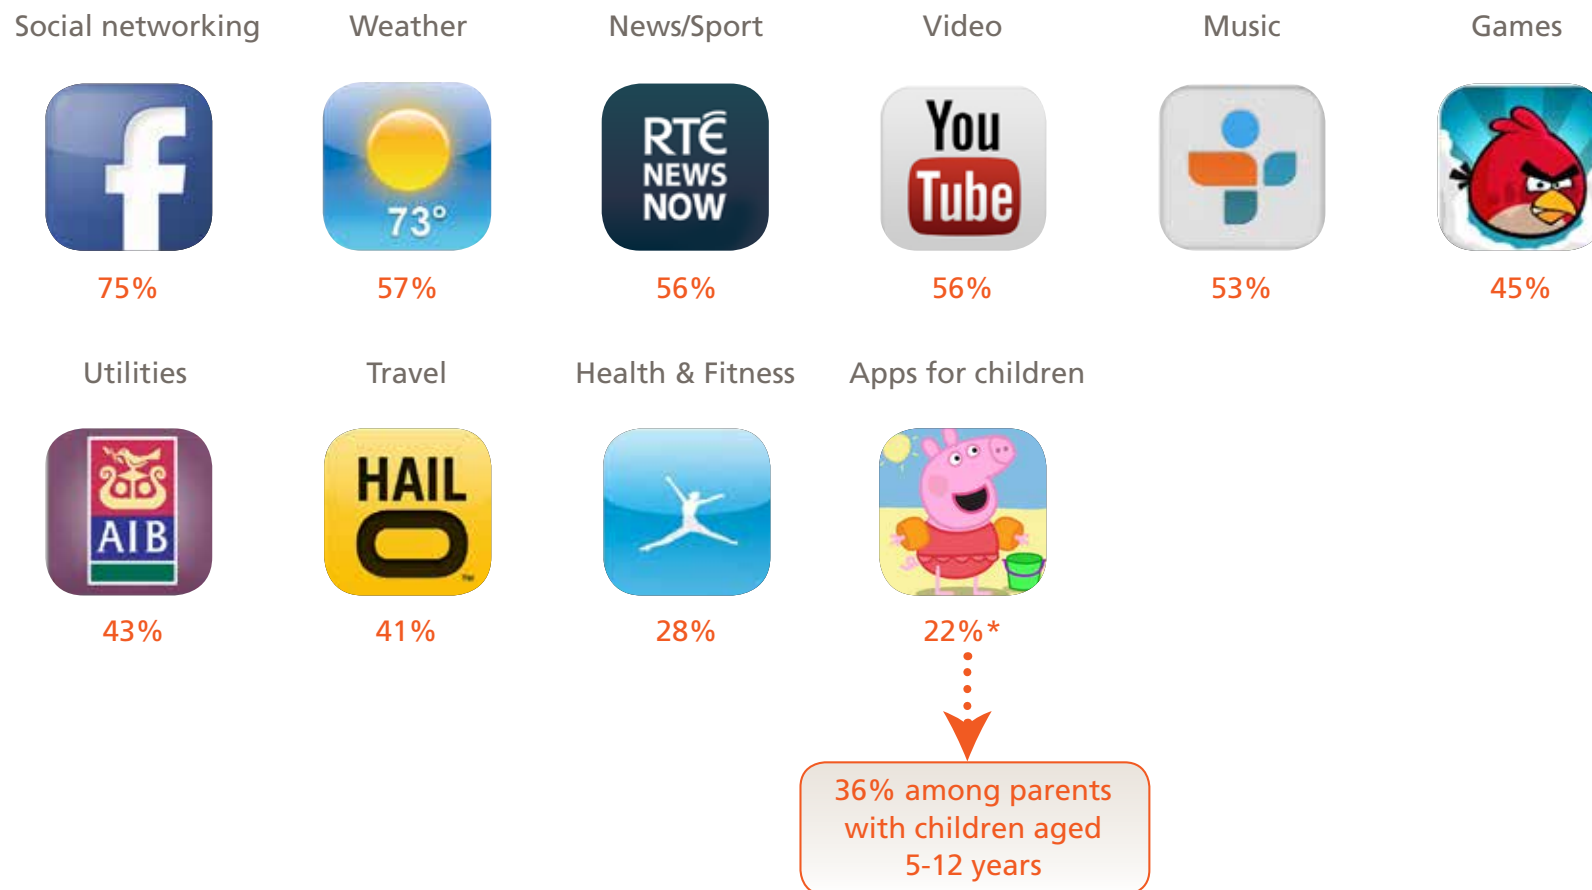 Social networking
Weather
News/Sport
Video
Music
Games
f
73°
RTÉ
NEWS
NOW
You
Tube
75%
57%
56%
56%
53%
45%
Utilities
Travel
Health & Fitness
Apps for children
AIB
HAIL
O
TM
43%
41%
28%
22%*
36% among parents
with children aged
5-12 years